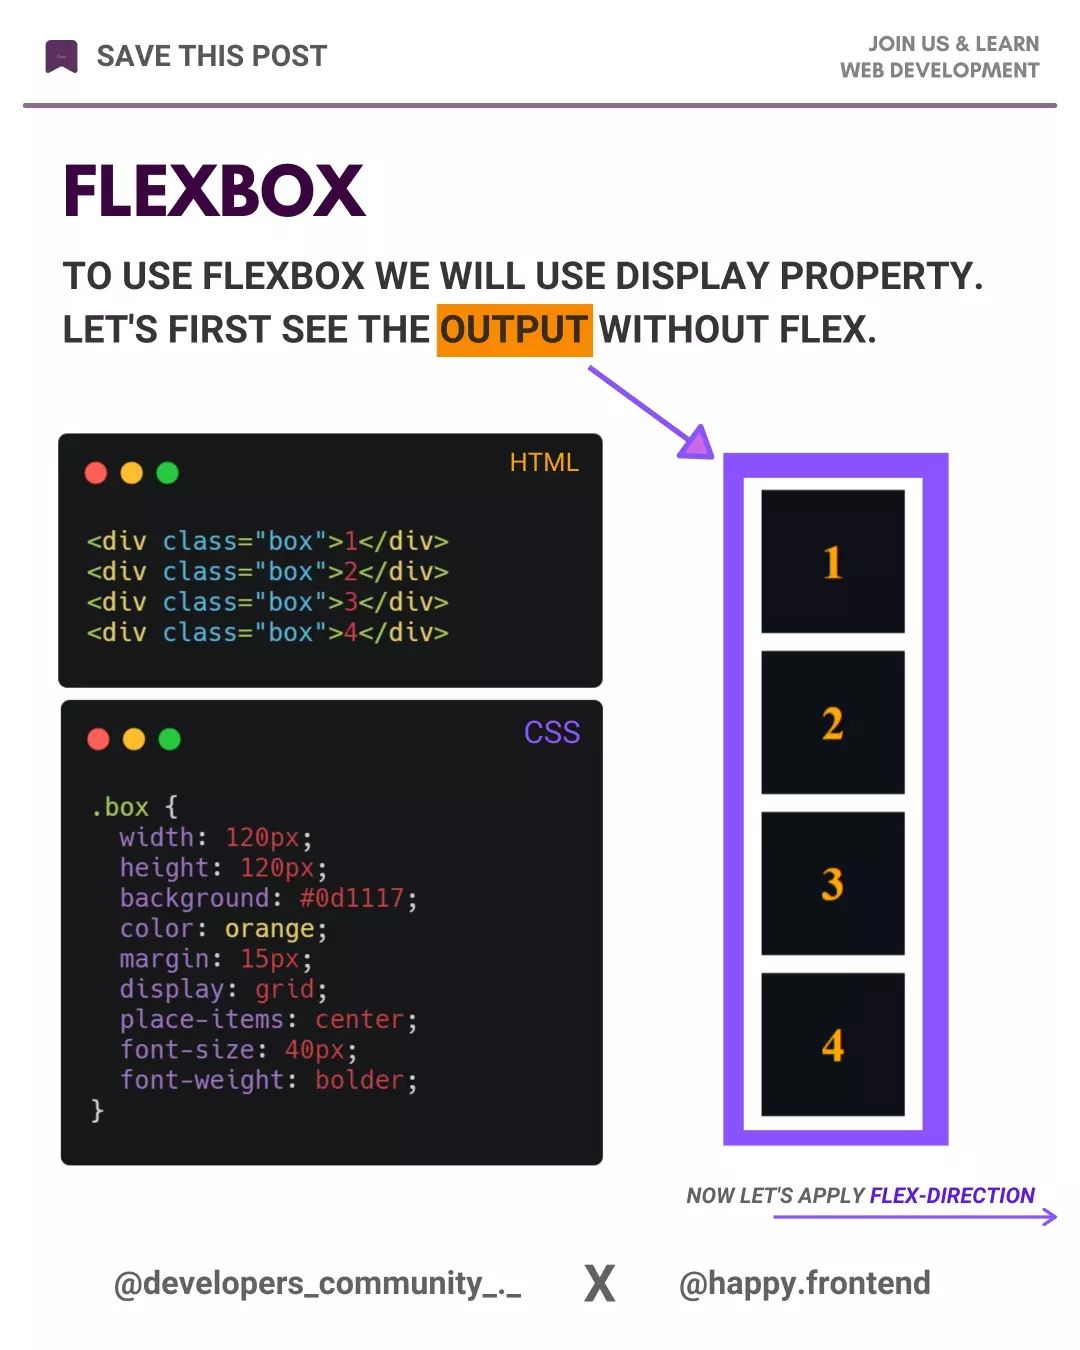 SAVE THIS POST
JOIN US & LEARN
WEB DEVELOPMENT
FLEXBOX
TO USE FLEXBOX WE WILL USE DISPLAY PROPERTY.
LET'S FIRST SEE THE OUTPUT WITHOUT FLEX.
HTML
<div class="box">1</div>
<div class="box">2</div>
<div class="box">3</div>
<div class="box">4</div>
CSS
.box {
  width: 120px;
  height: 120px;
  background: #0d1117;
  color: orange;
  margin: 15px;
  display: grid;
  place-items: center;
  font-size: 40px;
  font-weight: bolder;
}
1
2
3
4
NOW LET'S APPLY FLEX-DIRECTION
@developers_community_._ X @happy.frontend